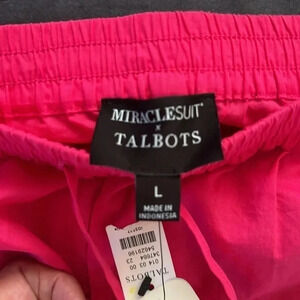 MIRACLESUIT®
x
TALBOTS
L
MADE IN
INDONESIA
TALBOTS